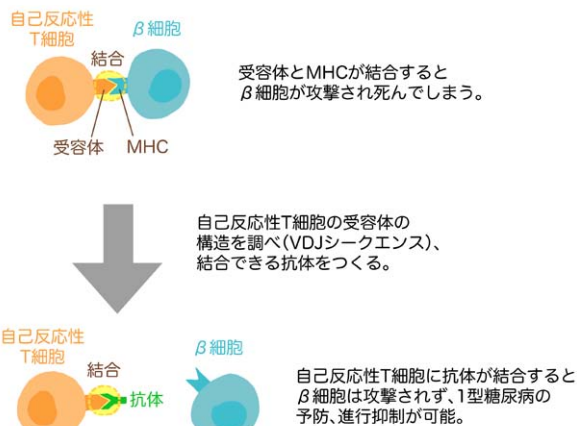 自己反応性
T細胞
β細胞
結合
受容体とMHCが結合すると
β細胞が攻撃され死んでしまう。
受容体
MHC
自己反応性T細胞の受容体の
構造を調べ(VDJシークエンス)、
結合できる抗体をつくる。
自己反応性
T細胞
β細胞
結合
抗体
自己反応性T細胞に抗体が結合すると
β細胞は攻撃されず、1型糖尿病の
予防、進行抑制が可能。